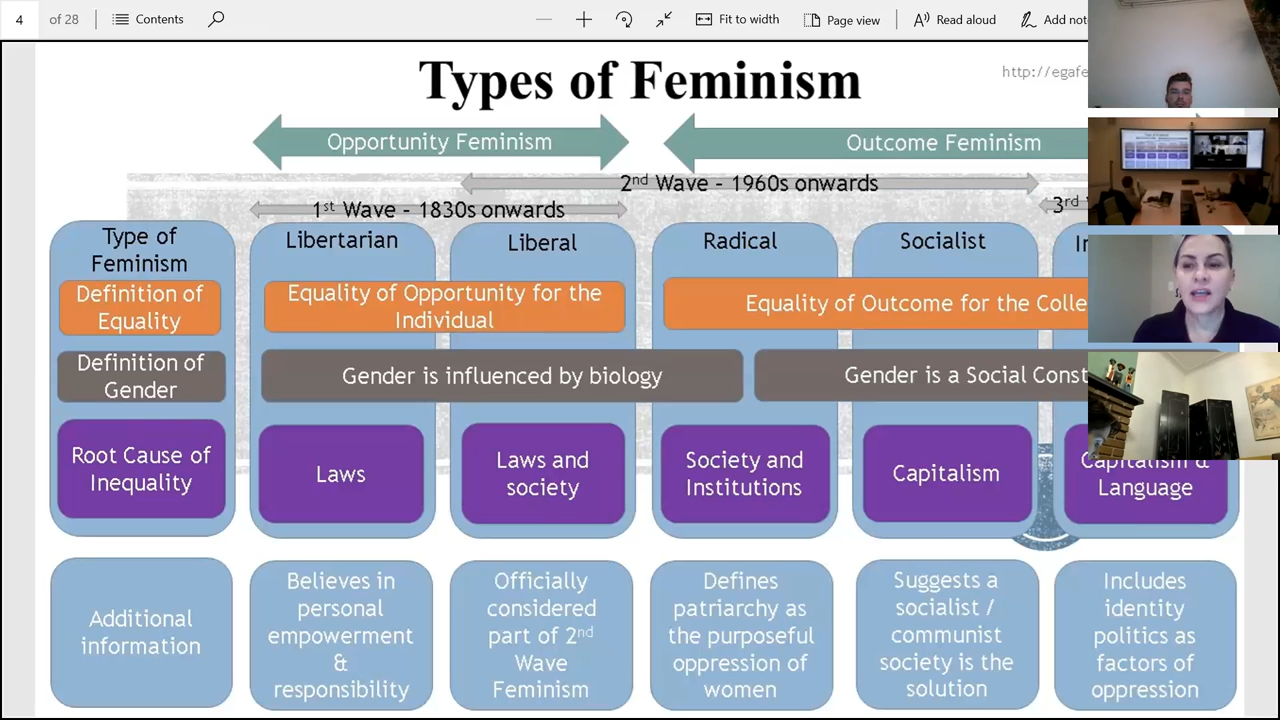 4 of 28 Contents Fit to width Page view Read aloud Add
Types of Feminism
Opportunity Feminism
Outcome Feminism
2nd Wave – 1960s onwards
1st Wave – 1830s onwards
3rd
Type of
Feminism
Libertarian
Liberal
Radical
Socialist
Definition of
Equality
Equality of Opportunity for the
Individual
Equality of Outcome for the
Definition of
Gender
Gender is influenced by biology
Gender is a Social
Root Cause of
Inequality
Laws
Laws and
society
Society and
Institutions
Capitalism
Capitalism &
Language
Additional
information
Believes in
personal
empowerment
&
responsibility
Officially
considered
part of 2nd
Wave
Feminism
Defines
patriarchy as
the purposeful
oppression of
women
Suggests a
socialist /
communist
society is the
solution
Includes
identity
politics as
factors of
oppression